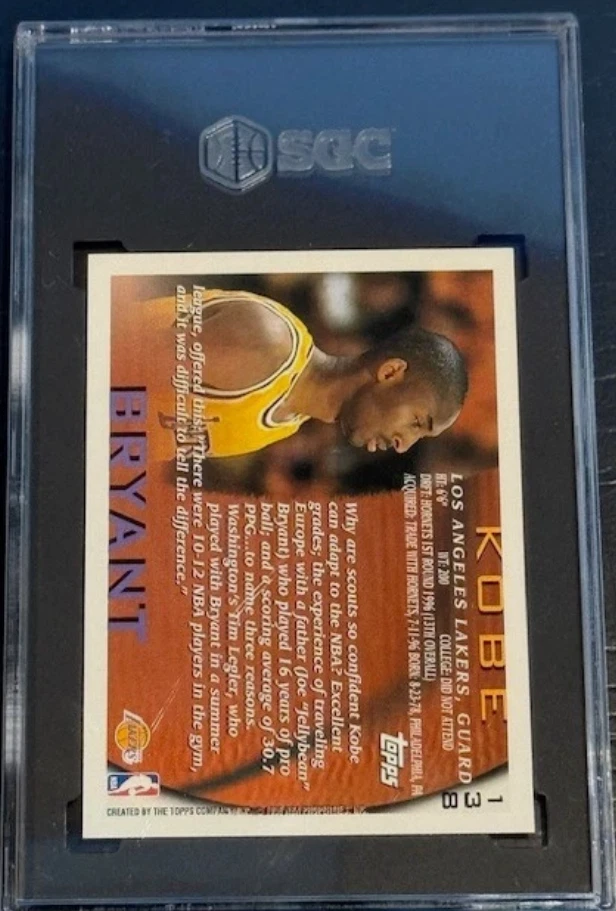 SGC
KOBE
138
LOS ANGELES LAKERS, GUARD
HT: 6'6" WT: 200 COLLEGE: DID NOT ATTEND
DRFT: HORNETS 1ST ROUND 1996 (13TH OVERALL)
ACQUIRED: TRADE WITH HORNETS, 7-11-96 BORN: 8-23-78, PHILADELPHIA, PA
topps
Why are scouts so confident Kobe
can adapt to the NBA? Excellent
grades; the experience of traveling
Europe with a father (Joe "Jellybean"
Bryant) who played 16 years of pro
ball; and a scoring average of 30.7
PPG...to name three reasons.
Washington's Tim Legler, who
played with Bryant in a summer
league, offered this: "There were 10-12 NBA players in the gym,
and it was difficult to tell the difference."
BRYANT
LAKERS
NBA
CREATED BY THE TOPPS COMPANY